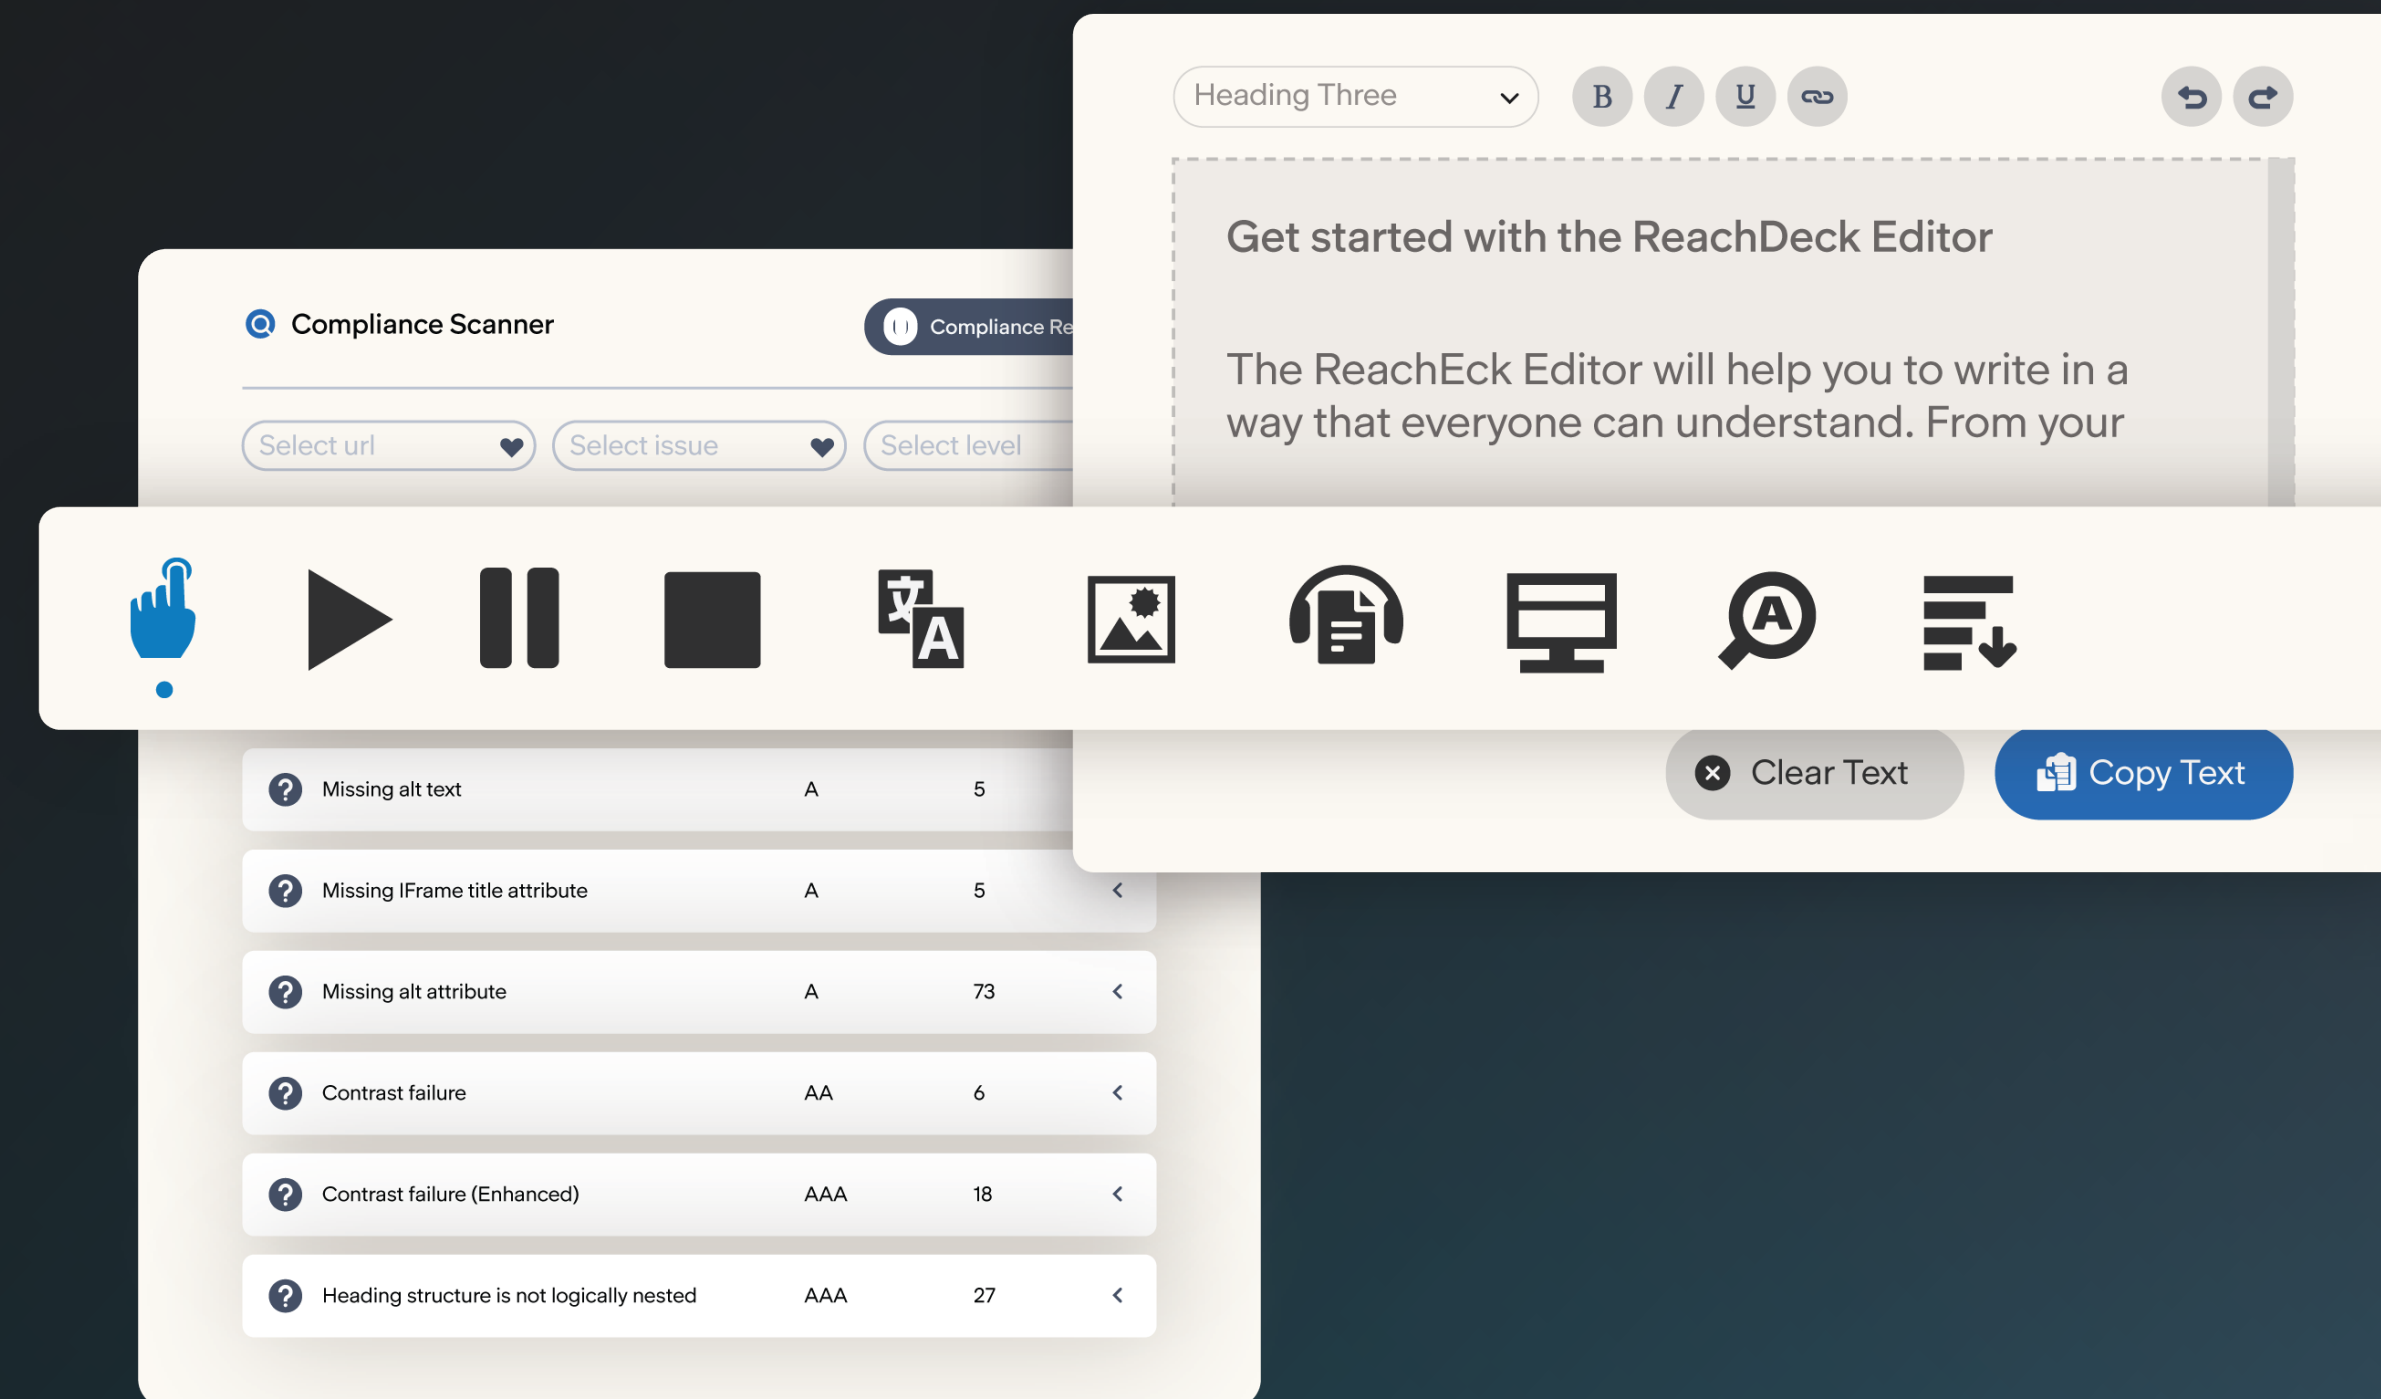 Heading Three
B I U
Get started with the ReachDeck Editor
The ReachEck Editor will help you to write in a
way that everyone can understand. From your
Compliance Scanner
Compliance Re
Select url
Select issue
Select level
文 A
A
Clear Text
Copy Text
Missing alt text A 5
Missing IFrame title attribute A 5
Missing alt attribute A 73
Contrast failure AA 6
Contrast failure (Enhanced) AAA 18
Heading structure is not logically nested AAA 27